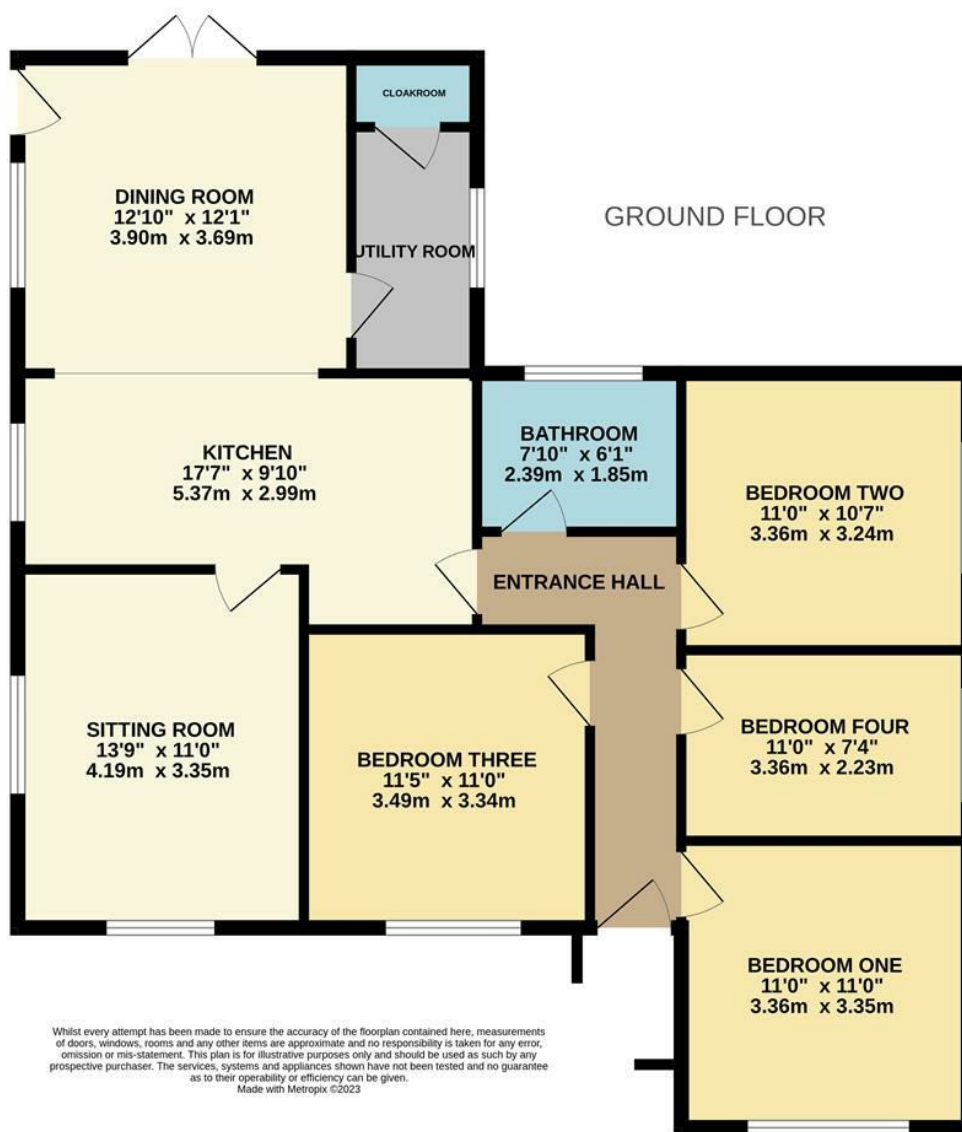 CLOAKROOM
DINING ROOM
12'10" x 12'1"
3.90m x 3.69m
GROUND FLOOR
UTILITY ROOM
KITCHEN
17'7" x 9'10"
5.37m x 2.99m
BATHROOM
7'10" x 6'1"
2.39m x 1.85m
BEDROOM TWO
11'0" x 10'7"
3.36m x 3.24m
ENTRANCE HALL
SITTING ROOM
13'9" x 11'0"
4.19m x 3.35m
BEDROOM THREE
11'5" x 11'0"
3.49m x 3.34m
BEDROOM FOUR
11'0" x 7'4"
3.36m x 2.23m
BEDROOM ONE
11'0" x 11'0"
3.36m x 3.35m
Whilst every attempt has been made to ensure the accuracy of the floorplan contained here, measurements
of doors, windows, rooms and any other items are approximate and no responsibility is taken for any error,
omission or mis-statement. This plan is for illustrative purposes only and should be used as such by any
prospective purchaser. The services, systems and appliances shown have not been tested and no guarantee
as to their operability or efficiency can be given.
Made with Metropix ©2023